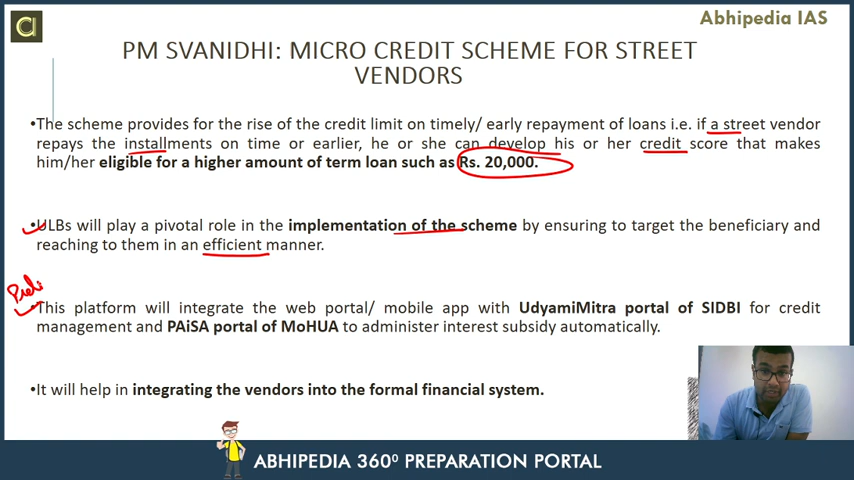 Abhipedia IAS
PM SVANIDHI: MICRO CREDIT SCHEME FOR STREET
VENDORS
•The scheme provides for the rise of the credit limit on timely/ early repayment of loans i.e. if a street vendor
repays the installments on time or earlier, he or she can develop his or her credit score that makes
him/her eligible for a higher amount of term loan such as Rs. 20,000.
•ULBs will play a pivotal role in the implementation of the scheme by ensuring to target the beneficiary and
reaching to them in an efficient manner.
•This platform will integrate the web portal/ mobile app with UdyamiMitra portal of SIDBI for credit
management and PAiSA portal of MoHUA to administer interest subsidy automatically.
•It will help in integrating the vendors into the formal financial system.
ABHIPEDIA 360⁰ PREPARATION PORTAL